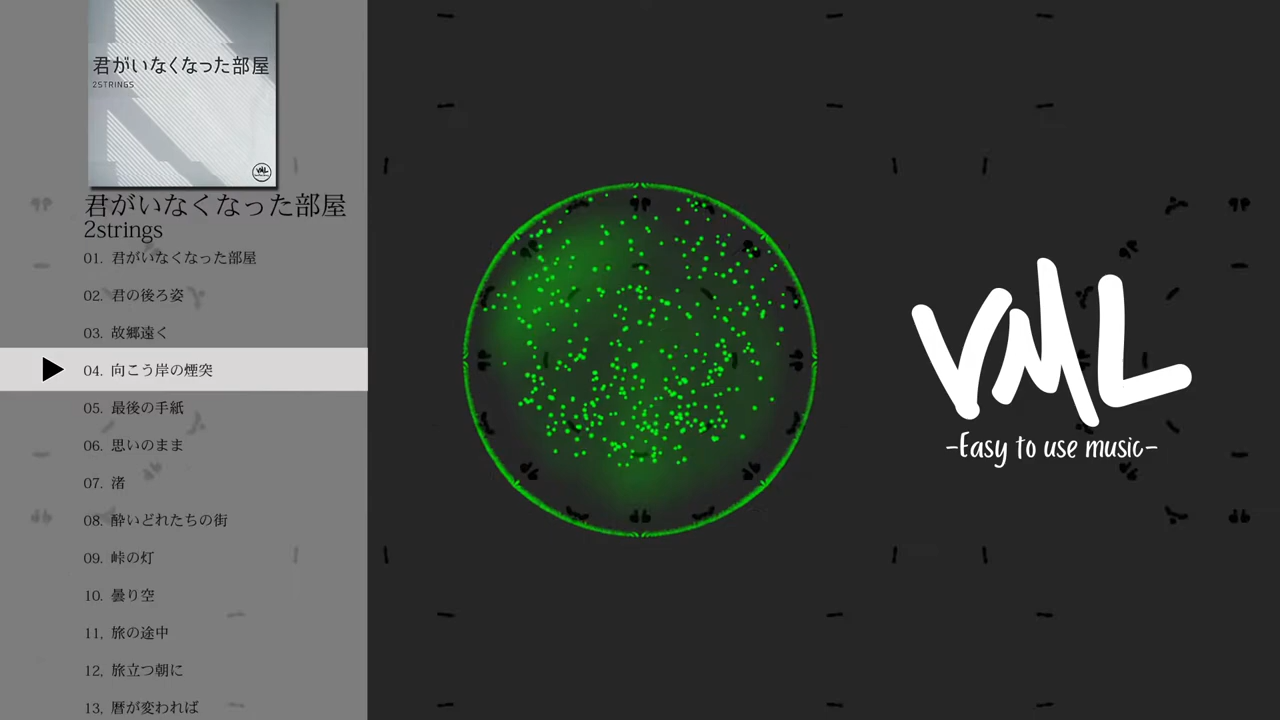 君がいなくなった部屋
2STRINGS
VML
君がいなくなった部屋
2strings
01. 君がいなくなった部屋
02. 君の後ろ姿
03. 故郷遠く
04. 向こう岸の煙突
05. 最後の手紙
06. 思いのまま
07. 渚
08. 酔いどれたちの街
09. 峠の灯
10. 曇り空
11, 旅の途中
12, 旅立つ朝に
13, 暦が変われば
VML
-Easy to use music-